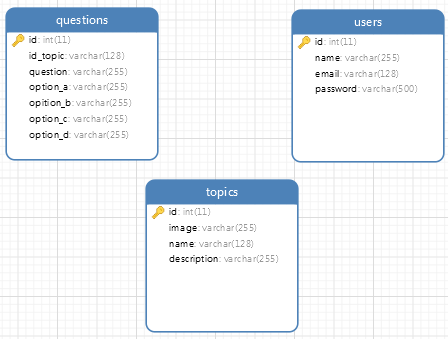 questions
id: int(11)
id_topic: varchar(128)
question: varchar(255)
option_a: varchar(255)
opition_b: varchar(255)
option_c: varchar(255)
option_d: varchar(255)
users
id: int(11)
name: varchar(255)
email: varchar(128)
password: varchar(500)
topics
id: int(11)
image: varchar(255)
name: varchar(128)
description: varchar(255)